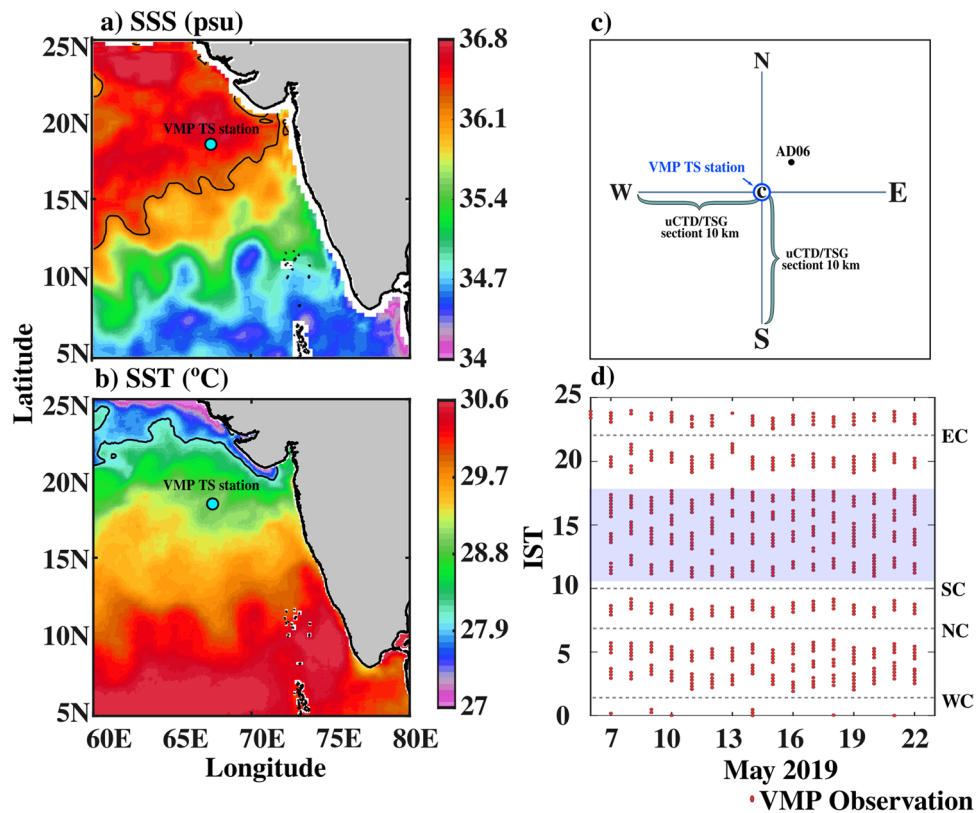 a) SSS (psu)
25N
20N
15N
10N
5N
VMP TS station
36.8
36.1
35.4
34.7
34
Latitude
b) SST (ºC)
25N
20N
15N
10N
5N
VMP TS station
30.6
29.7
28.8
27.9
27
60E 65E 70E 75E 80E
Longitude
c)
N
AD06
VMP TS station
W
C
E
uCTD/TSG
sectiont 10 km
uCTD/TSG
sectiont 10 km
S
d)
25
20
15
10
5
0
IST
EC
SC
NC
WC
7 10 13 16 19 22
May 2019
VMP Observation